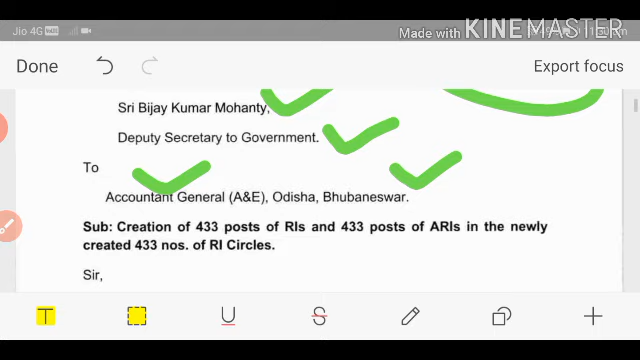 Jio 4G
Made with KINEMASTER
Done
Export focus
Sri Bijay Kumar Mohanty,
Deputy Secretary to Government.
To
Accountant General (A&E), Odisha, Bhubaneswar.
Sub: Creation of 433 posts of RIs and 433 posts of ARIs in the newly
created 433 nos. of RI Circles.
Sir,
T
U
S